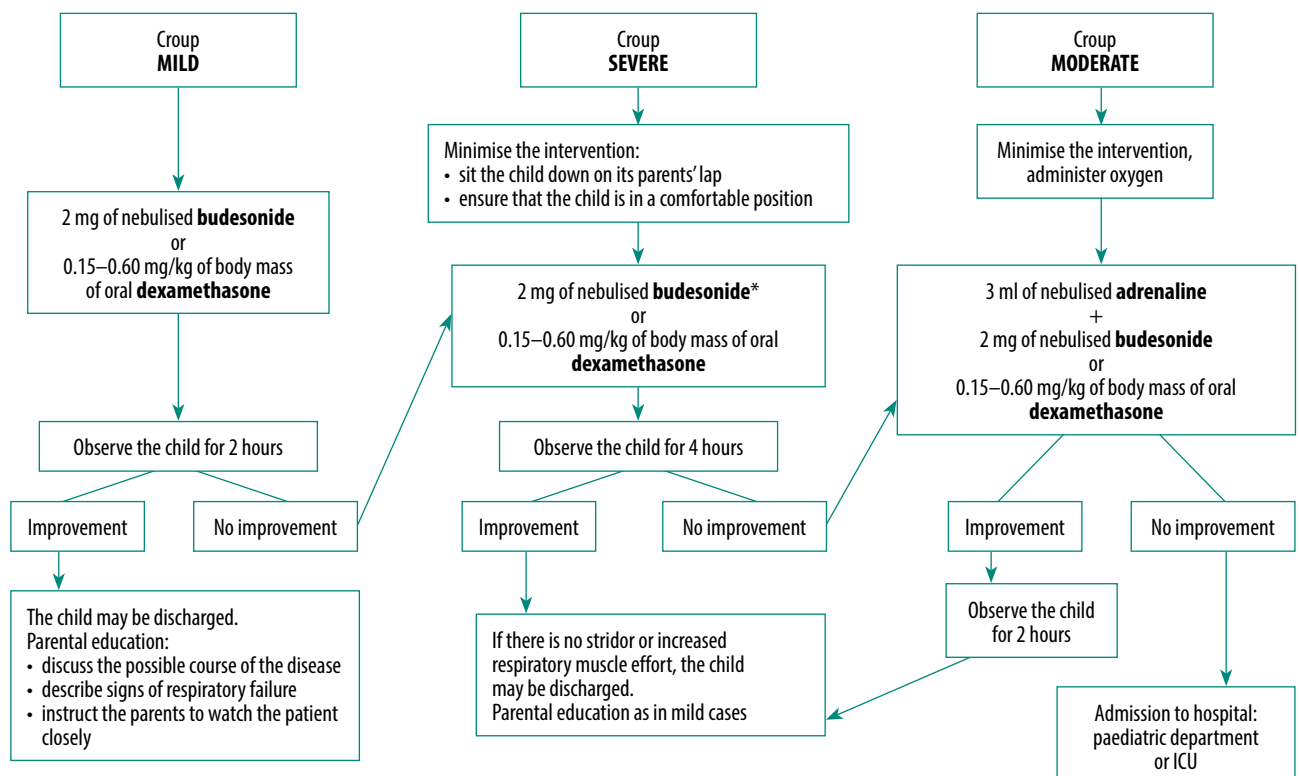 Croup
MILD
2 mg of nebulised budesonide
or
0.15–0.60 mg/kg of body mass
of oral dexamethasone
Observe the child for 2 hours
Improvement
No improvement
The child may be discharged.
Parental education:
• discuss the possible course of the disease
• describe signs of respiratory failure
• instruct the parents to watch the patient
closely
Croup
SEVERE
Minimise the intervention:
• sit the child down on its parents' lap
• ensure that the child is in a comfortable position
2 mg of nebulised budesonide*
or
0.15–0.60 mg/kg of body mass of oral
dexamethasone
Observe the child for 4 hours
Improvement
No improvement
If there is no stridor or increased
respiratory muscle effort, the child
may be discharged.
Parental education as in mild cases
Croup
MODERATE
Minimise the intervention,
administer oxygen
3 ml of nebulised adrenaline
+
2 mg of nebulised budesonide
or
0.15–0.60 mg/kg of body mass of oral
dexamethasone
Improvement
No improvement
Observe the child
for 2 hours
Admission to hospital:
paediatric department
or ICU